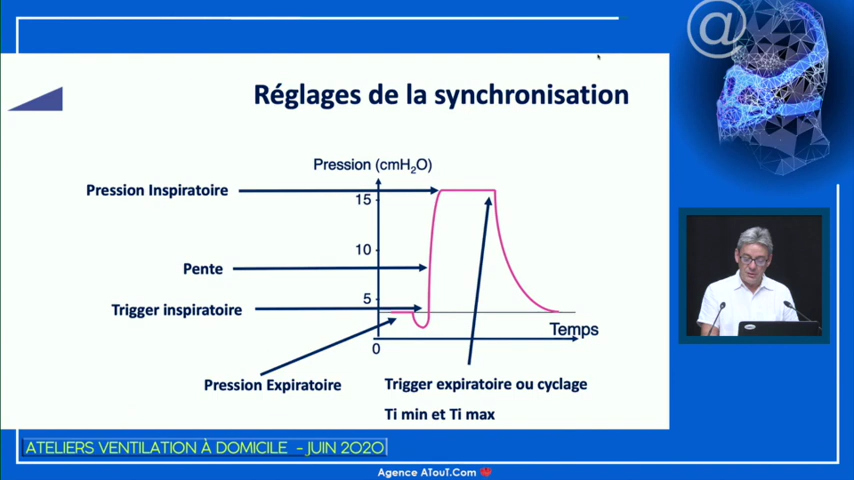 @
Réglages de la synchronisation
Pression (cmH₂O)
Pression Inspiratoire
15
10
Pente
5
Trigger inspiratoire
Temps
0
Pression Expiratoire
Trigger expiratoire ou cyclage
Ti min et Ti max
ATELIERS VENTILATION À DOMICILE - JUIN 2020
Agence ATouT.Com